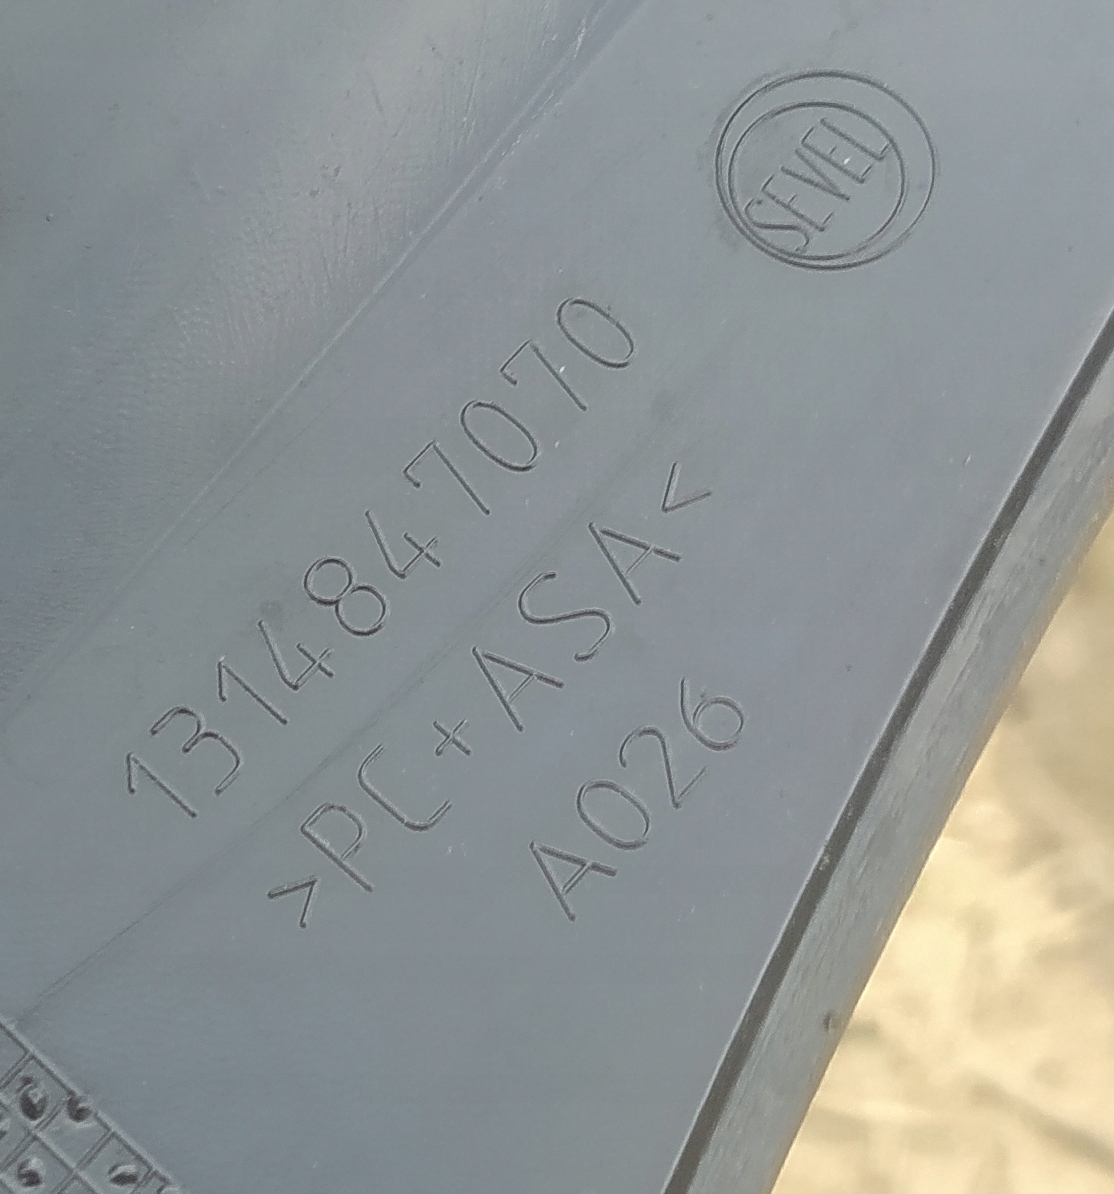 SEVEL
1314847070
>PC+ASA<
A026